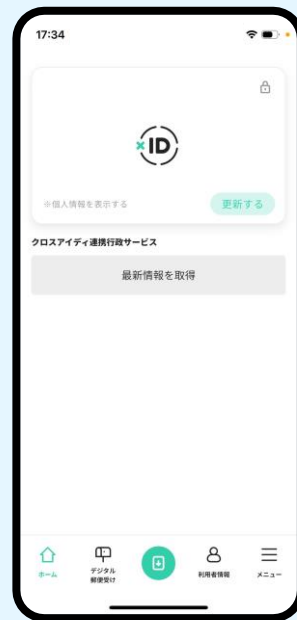 17:34
×ID
※個人情報を表示する
更新する
クロスアイディ連携行政サービス
最新情報を取得
ホーム
デジタル
郵便受け
利用者情報
メニュー